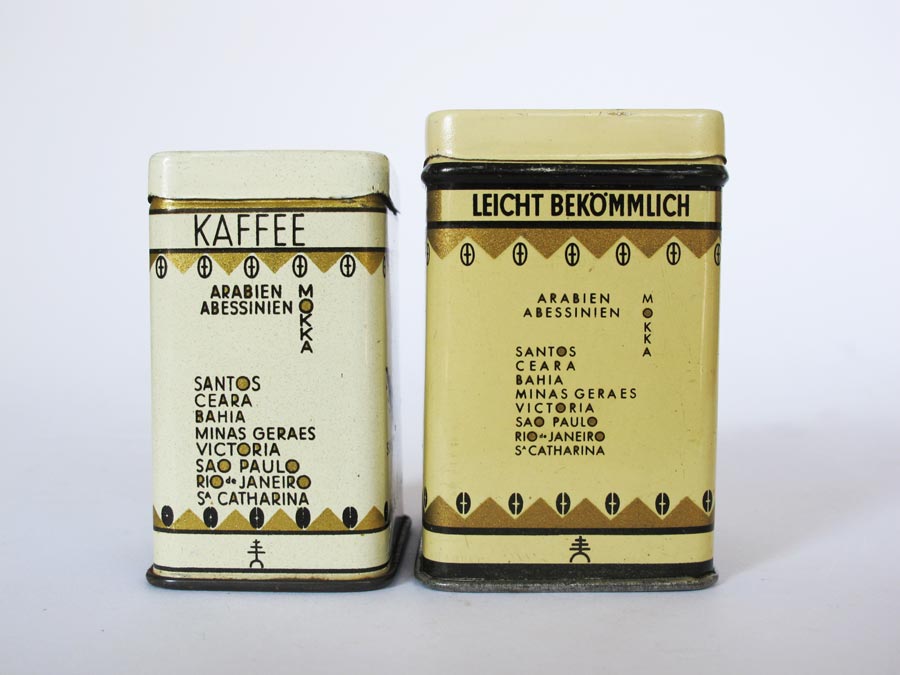 KAFFEE
ARABIEN
ABESSINIEN
MOKKA
SANTOS
CEARA
BAHIA
MINAS GERAES
VICTORIA
SAO PAULO
RIO de JANEIRO
SA CATHARINA
LEICHT BEKÖMMLICH
ARABIEN
ABESSINIEN
MOKKA
SANTOS
CEARA
BAHIA
MINAS GERAES
VICTORIA
SAO PAULO
RIO de JANEIRO
SA CATHARINA